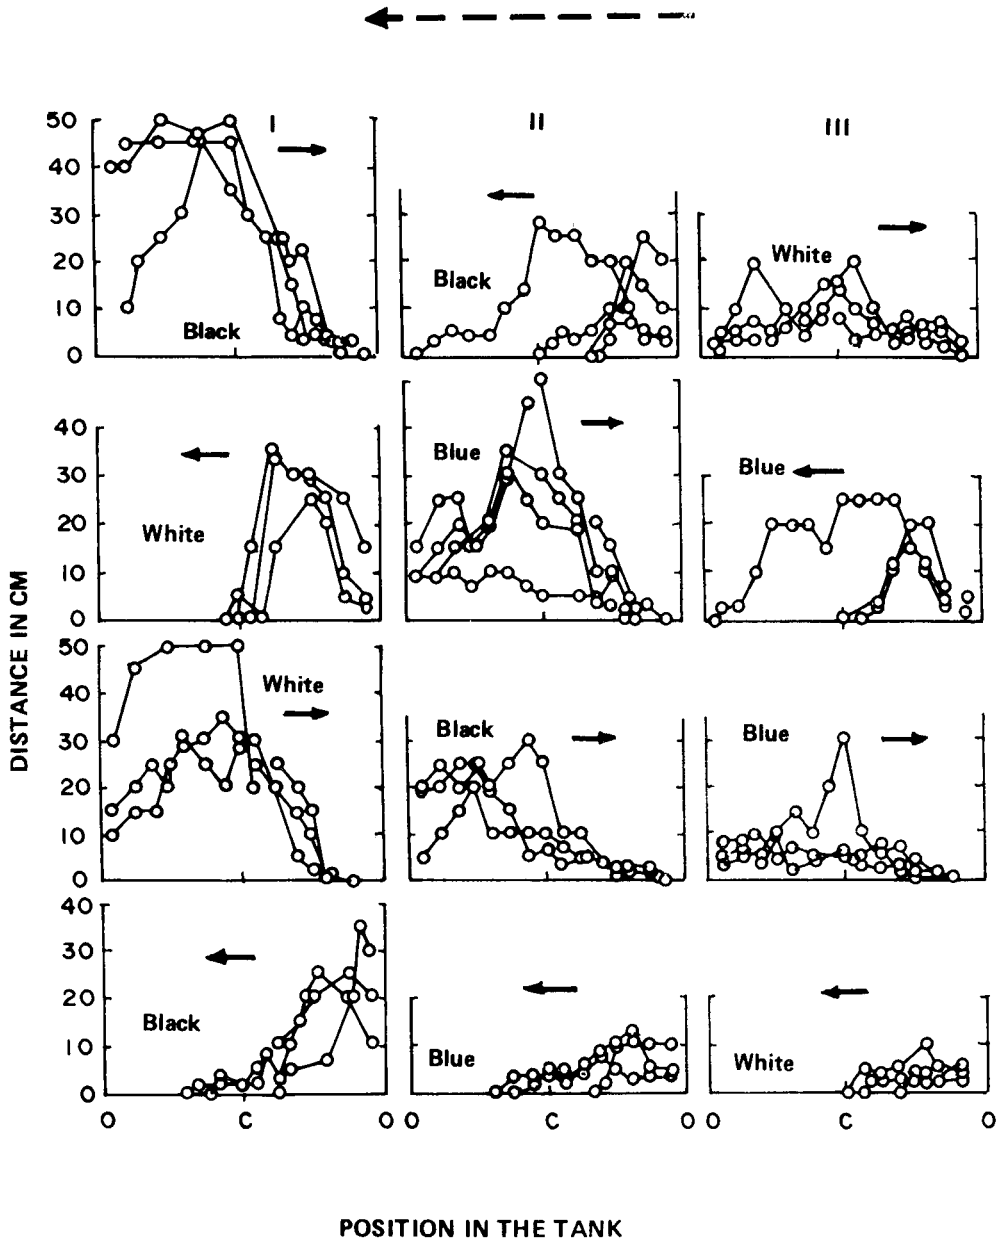 I II III
50
40
30
20
10
0
Black
Black
White
40
30
20
10
0
White
Blue
Blue
50
40
30
20
10
0
White
Black
Blue
40
30
20
10
0
Black
Blue
White
O C O O C O O C O
DISTANCE IN CM
POSITION IN THE TANK